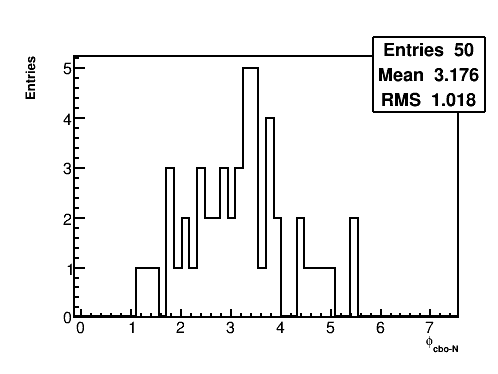 Entries 50
Mean 3.176
RMS 1.018
Entries
5
4
3
2
1
0
0 1 2 3 4 5 6 7
ϕcbo-N